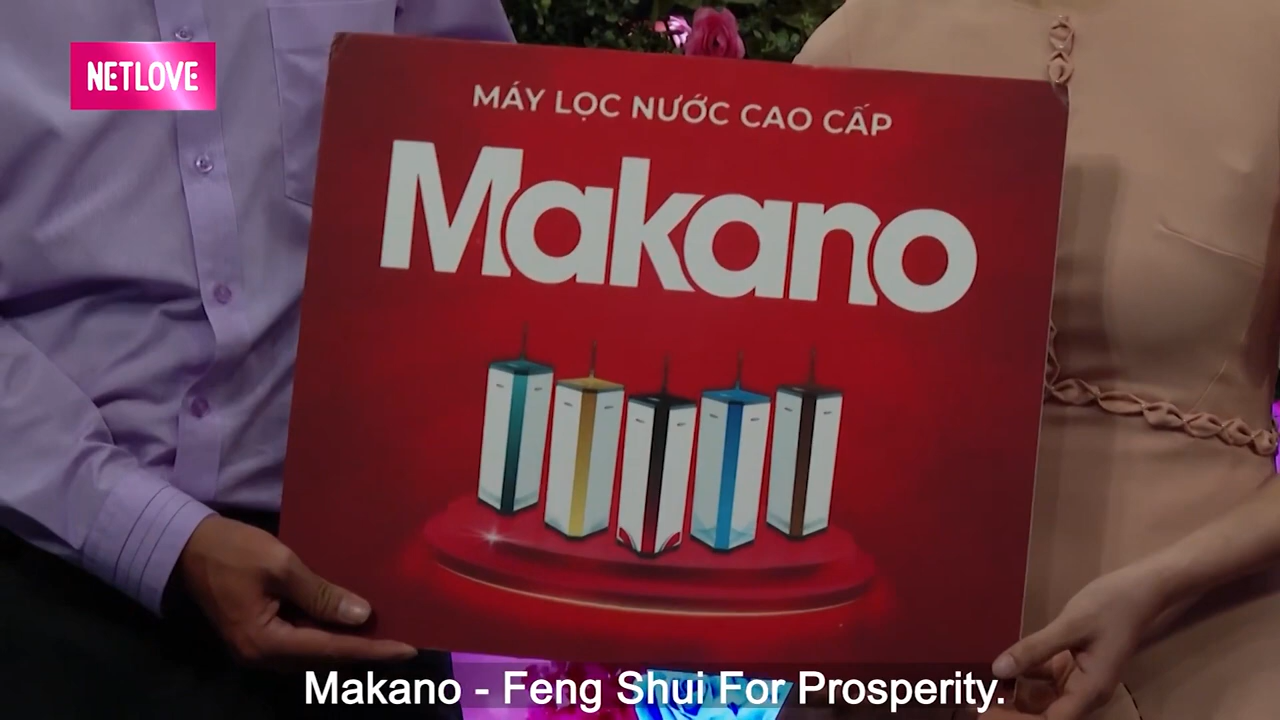 NETLOVE
MÁY LỌC NƯỚC CAO CẤP
Makano
Makano - Feng Shui For Prosperity.